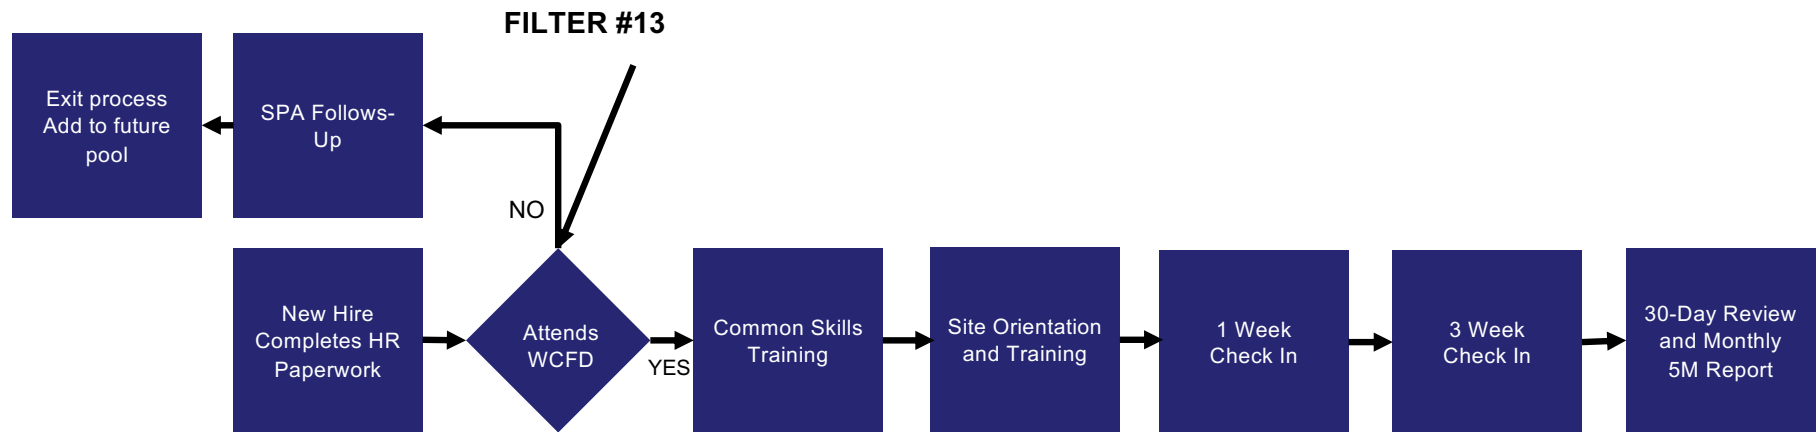 FILTER #13
Exit process
Add to future
pool
SPA Follows-
Up
NO
New Hire
Completes HR
Paperwork
Attends
WCFD
YES
Common Skills
Training
Site Orientation
and Training
1 Week
Check In
3 Week
Check In
30-Day Review
and Monthly
5M Report